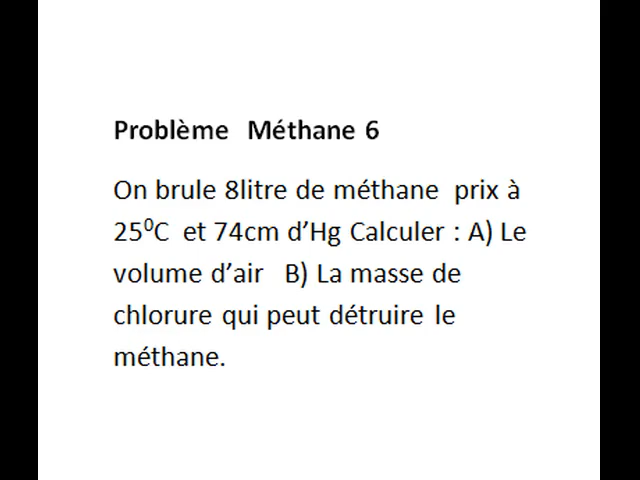 Problème Méthane 6
On brule 8litre de méthane prix à
25⁰C et 74cm d’Hg Calculer : A) Le
volume d’air B) La masse de
chlorure qui peut détruire le
méthane.